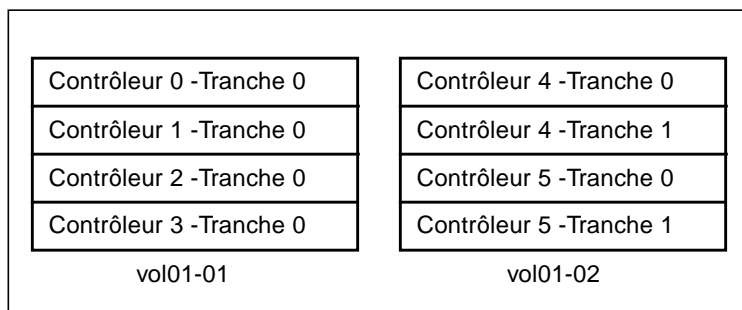 Contrôleur 0 -Tranche 0
Contrôleur 1 -Tranche 0
Contrôleur 2 -Tranche 0
Contrôleur 3 -Tranche 0
vol01-01
Contrôleur 4 -Tranche 0
Contrôleur 4 -Tranche 1
Contrôleur 5 -Tranche 0
Contrôleur 5 -Tranche 1
vol01-02